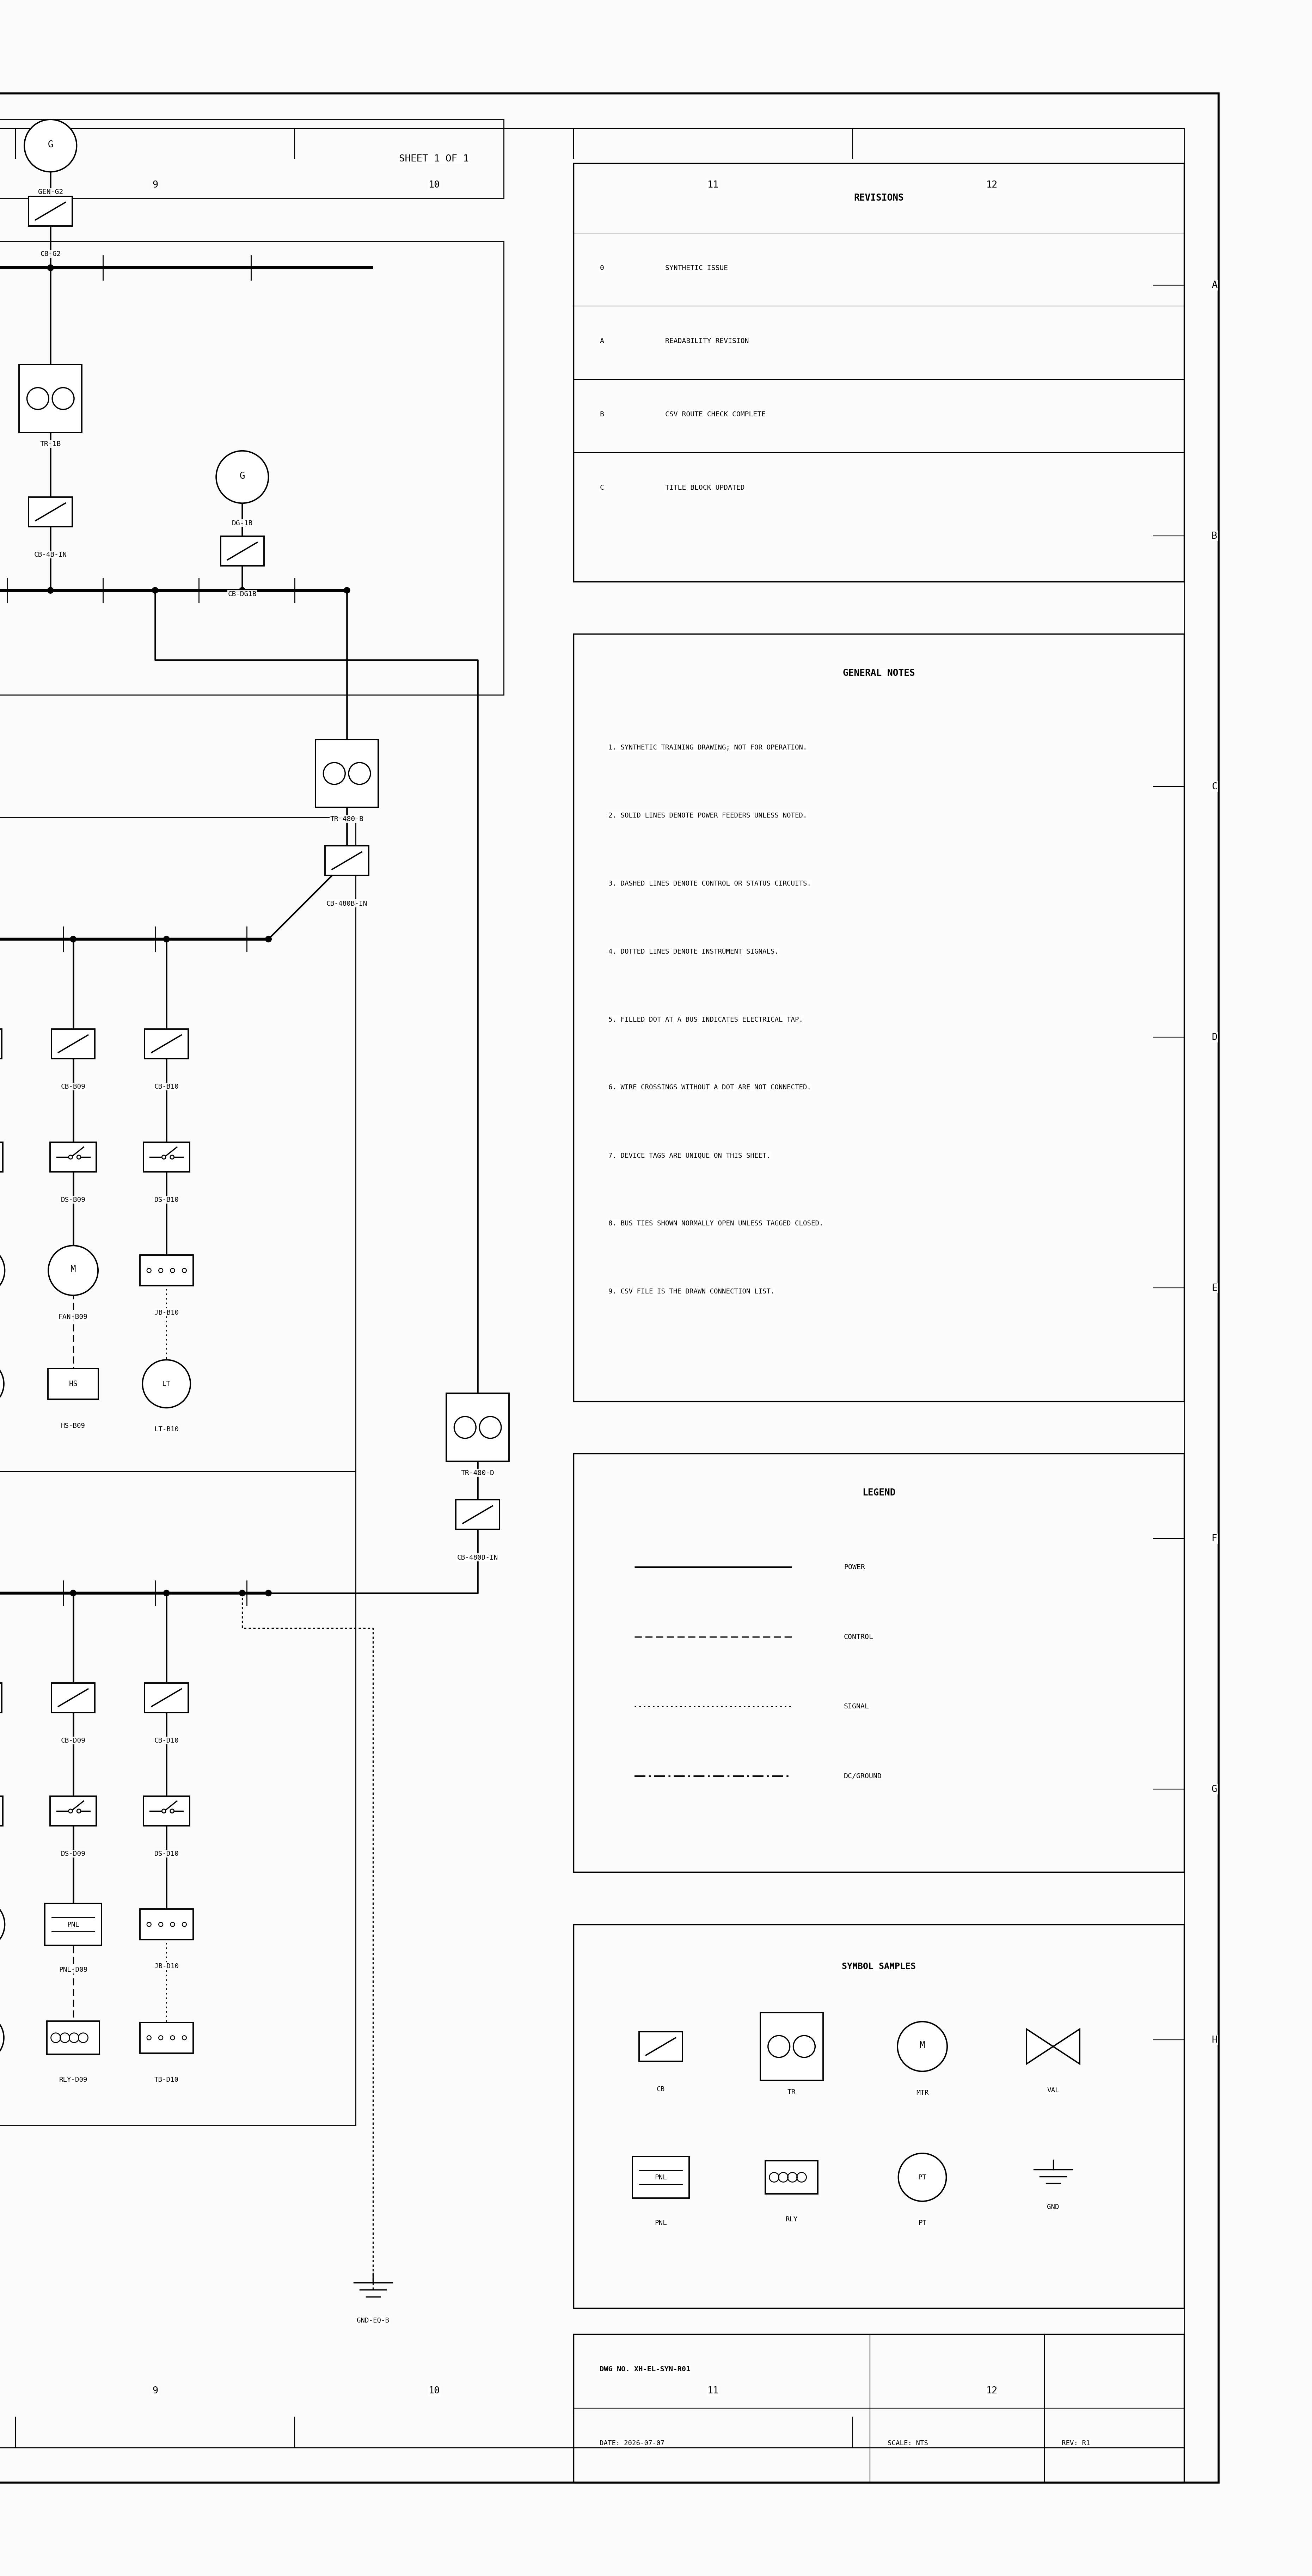 G
GEN-G2
CB-G2
SHEET 1 OF 1
9
10
11
12
REVISIONS
0 SYNTHETIC ISSUE
A READABILITY REVISION
B CSV ROUTE CHECK COMPLETE
C TITLE BLOCK UPDATED
A
B
C
D
E
F
G
H
TR-1B
CB-4B-IN
G
DG-1B
CB-DG1B
TR-480-B
CB-480B-IN
CB-B09
CB-B10
DS-B09
DS-B10
M
FAN-B09
JB-B10
HS
LT
HS-B09
LT-B10
TR-480-D
CB-480D-IN
CB-D09
CB-D10
DS-D09
DS-D10
PNL
PNL-D09
JB-D10
RLY-D09
TB-D10
GND-EQ-B
GENERAL NOTES
1. SYNTHETIC TRAINING DRAWING; NOT FOR OPERATION.
2. SOLID LINES DENOTE POWER FEEDERS UNLESS NOTED.
3. DASHED LINES DENOTE CONTROL OR STATUS CIRCUITS.
4. DOTTED LINES DENOTE INSTRUMENT SIGNALS.
5. FILLED DOT AT A BUS INDICATES ELECTRICAL TAP.
6. WIRE CROSSINGS WITHOUT A DOT ARE NOT CONNECTED.
7. DEVICE TAGS ARE UNIQUE ON THIS SHEET.
8. BUS TIES SHOWN NORMALLY OPEN UNLESS TAGGED CLOSED.
9. CSV FILE IS THE DRAWN CONNECTION LIST.
LEGEND
POWER
CONTROL
SIGNAL
DC/GROUND
SYMBOL SAMPLES
M
CB
TR
MTR
VAL
PNL
PT
PNL
RLY
PT
GND
DWG NO. XH-EL-SYN-R01
9
10
11
12
DATE: 2026-07-07
SCALE: NTS
REV: R1